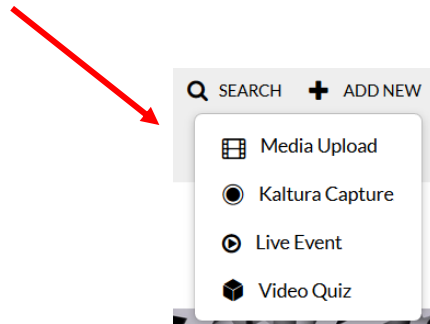 SEARCH ADD NEW
Media Upload
Kaltura Capture
Live Event
Video Quiz